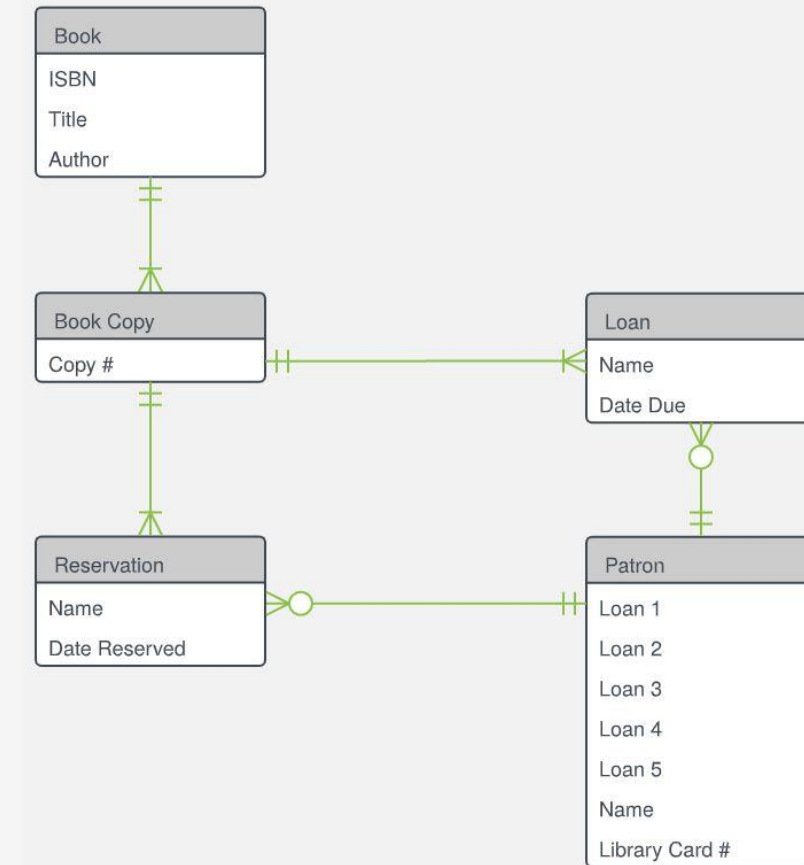 Book
ISBN
Title
Author
Book Copy
Copy #
Loan
Name
Date Due
Reservation
Name
Date Reserved
Patron
Loan 1
Loan 2
Loan 3
Loan 4
Loan 5
Name
Library Card #